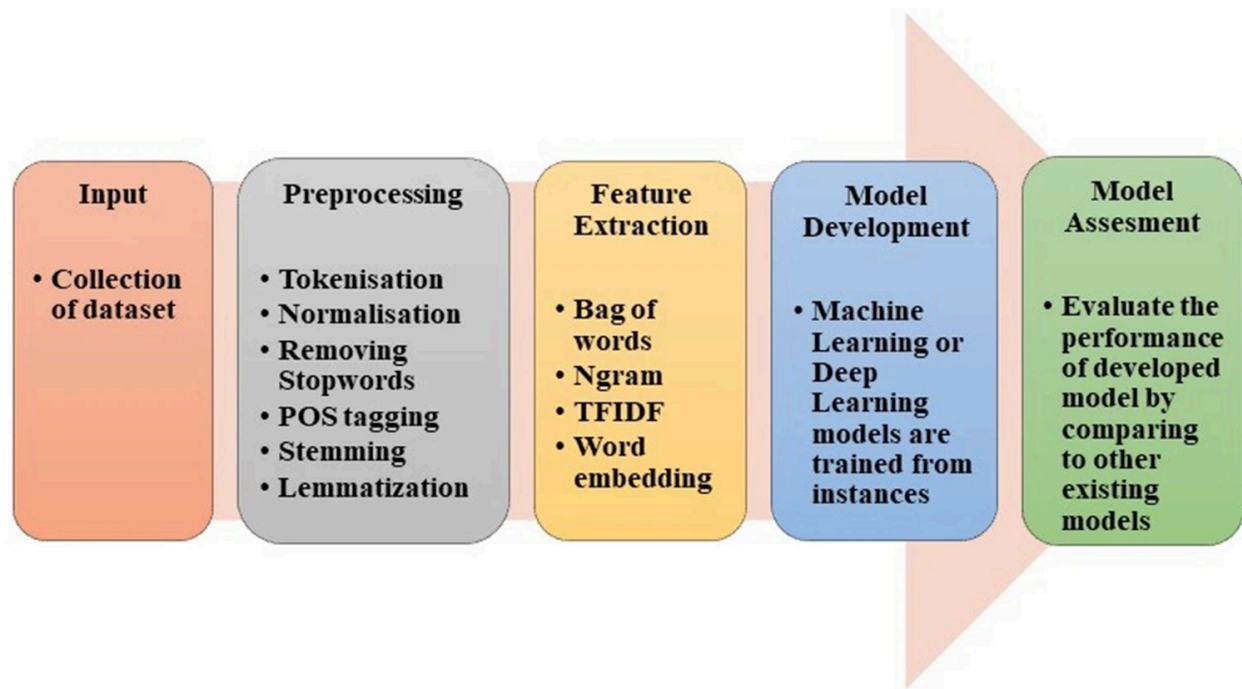 Input
• Collection
of dataset
Preprocessing
• Tokenisation
• Normalisation
• Removing
Stopwords
• POS tagging
• Stemming
• Lemmatization
Feature
Extraction
• Bag of
words
• Ngram
• TFIDF
• Word
embedding
Model
Development
• Machine
Learning or
Deep
Learning
models are
trained from
instances
Model
Assesment
• Evaluate the
performance
of developed
model by
comparing
to other
existing
models